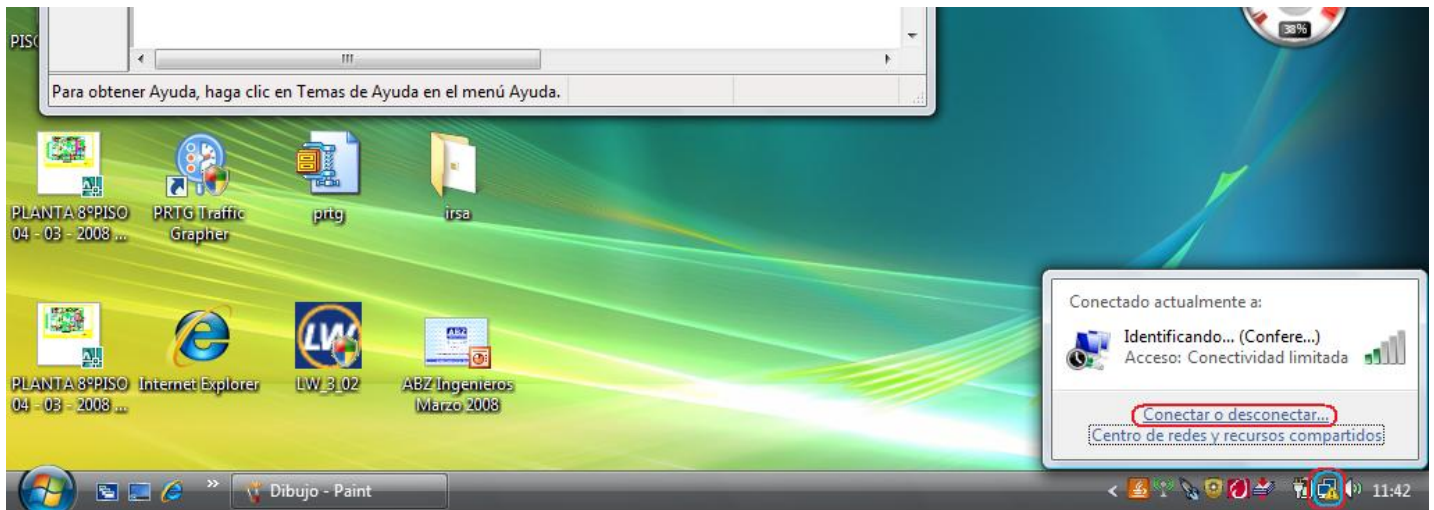 PISO
38%
Para obtener Ayuda, haga clic en Temas de Ayuda en el menú Ayuda.
PLANTA 8ºPISO
04 - 03 - 2008 ...
PRTG Traffic
Grapher
prtg
irsa
PLANTA 8ºPISO
04 - 03 - 2008 ...
Internet Explorer
LW
LW_3_02
ABZ
ABZ Ingenieros
Marzo 2008
Conectado actualmente a:
Identificando... (Confere...)
Acceso: Conectividad limitada
Conectar o desconectar...
Centro de redes y recursos compartidos
Dibujo - Paint
11:42